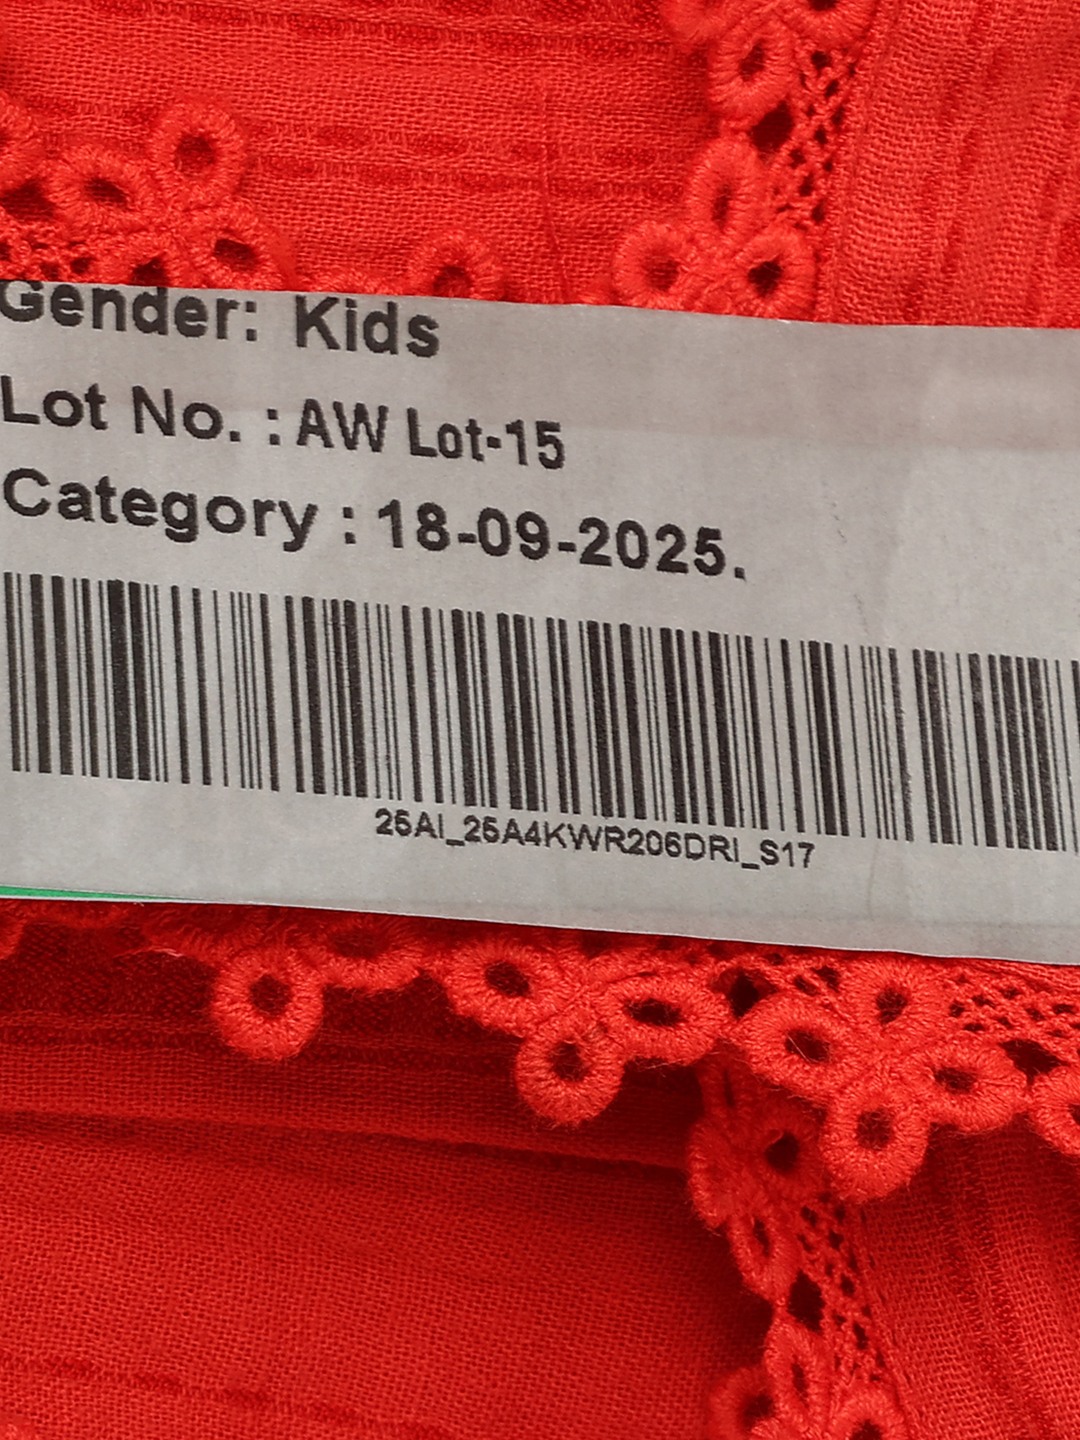 Gender: Kids
Lot No. : AW Lot-15
Category : 18-09-2025.
25AI_25A4KWR206DRI_S17